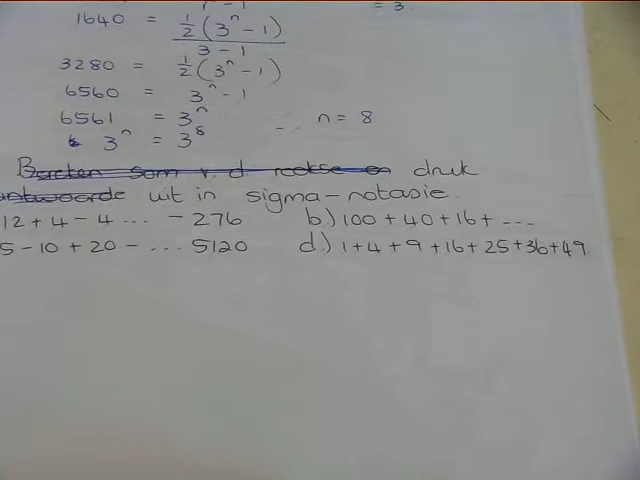 = 3
1640 = ½(3ⁿ - 1)
3 - 1
3280 = ½(3ⁿ - 1)
6560 = 3ⁿ - 1
6561 = 3ⁿ
3ⁿ = 3⁸ n = 8
druk
uit in sigma-notasie.
12 + 4 - 4 ... - 276 b.) 100 + 40 + 16 + ...
5 - 10 + 20 - ... 5120 d.) 1 + 4 + 9 + 16 + 25 + 36 + 49